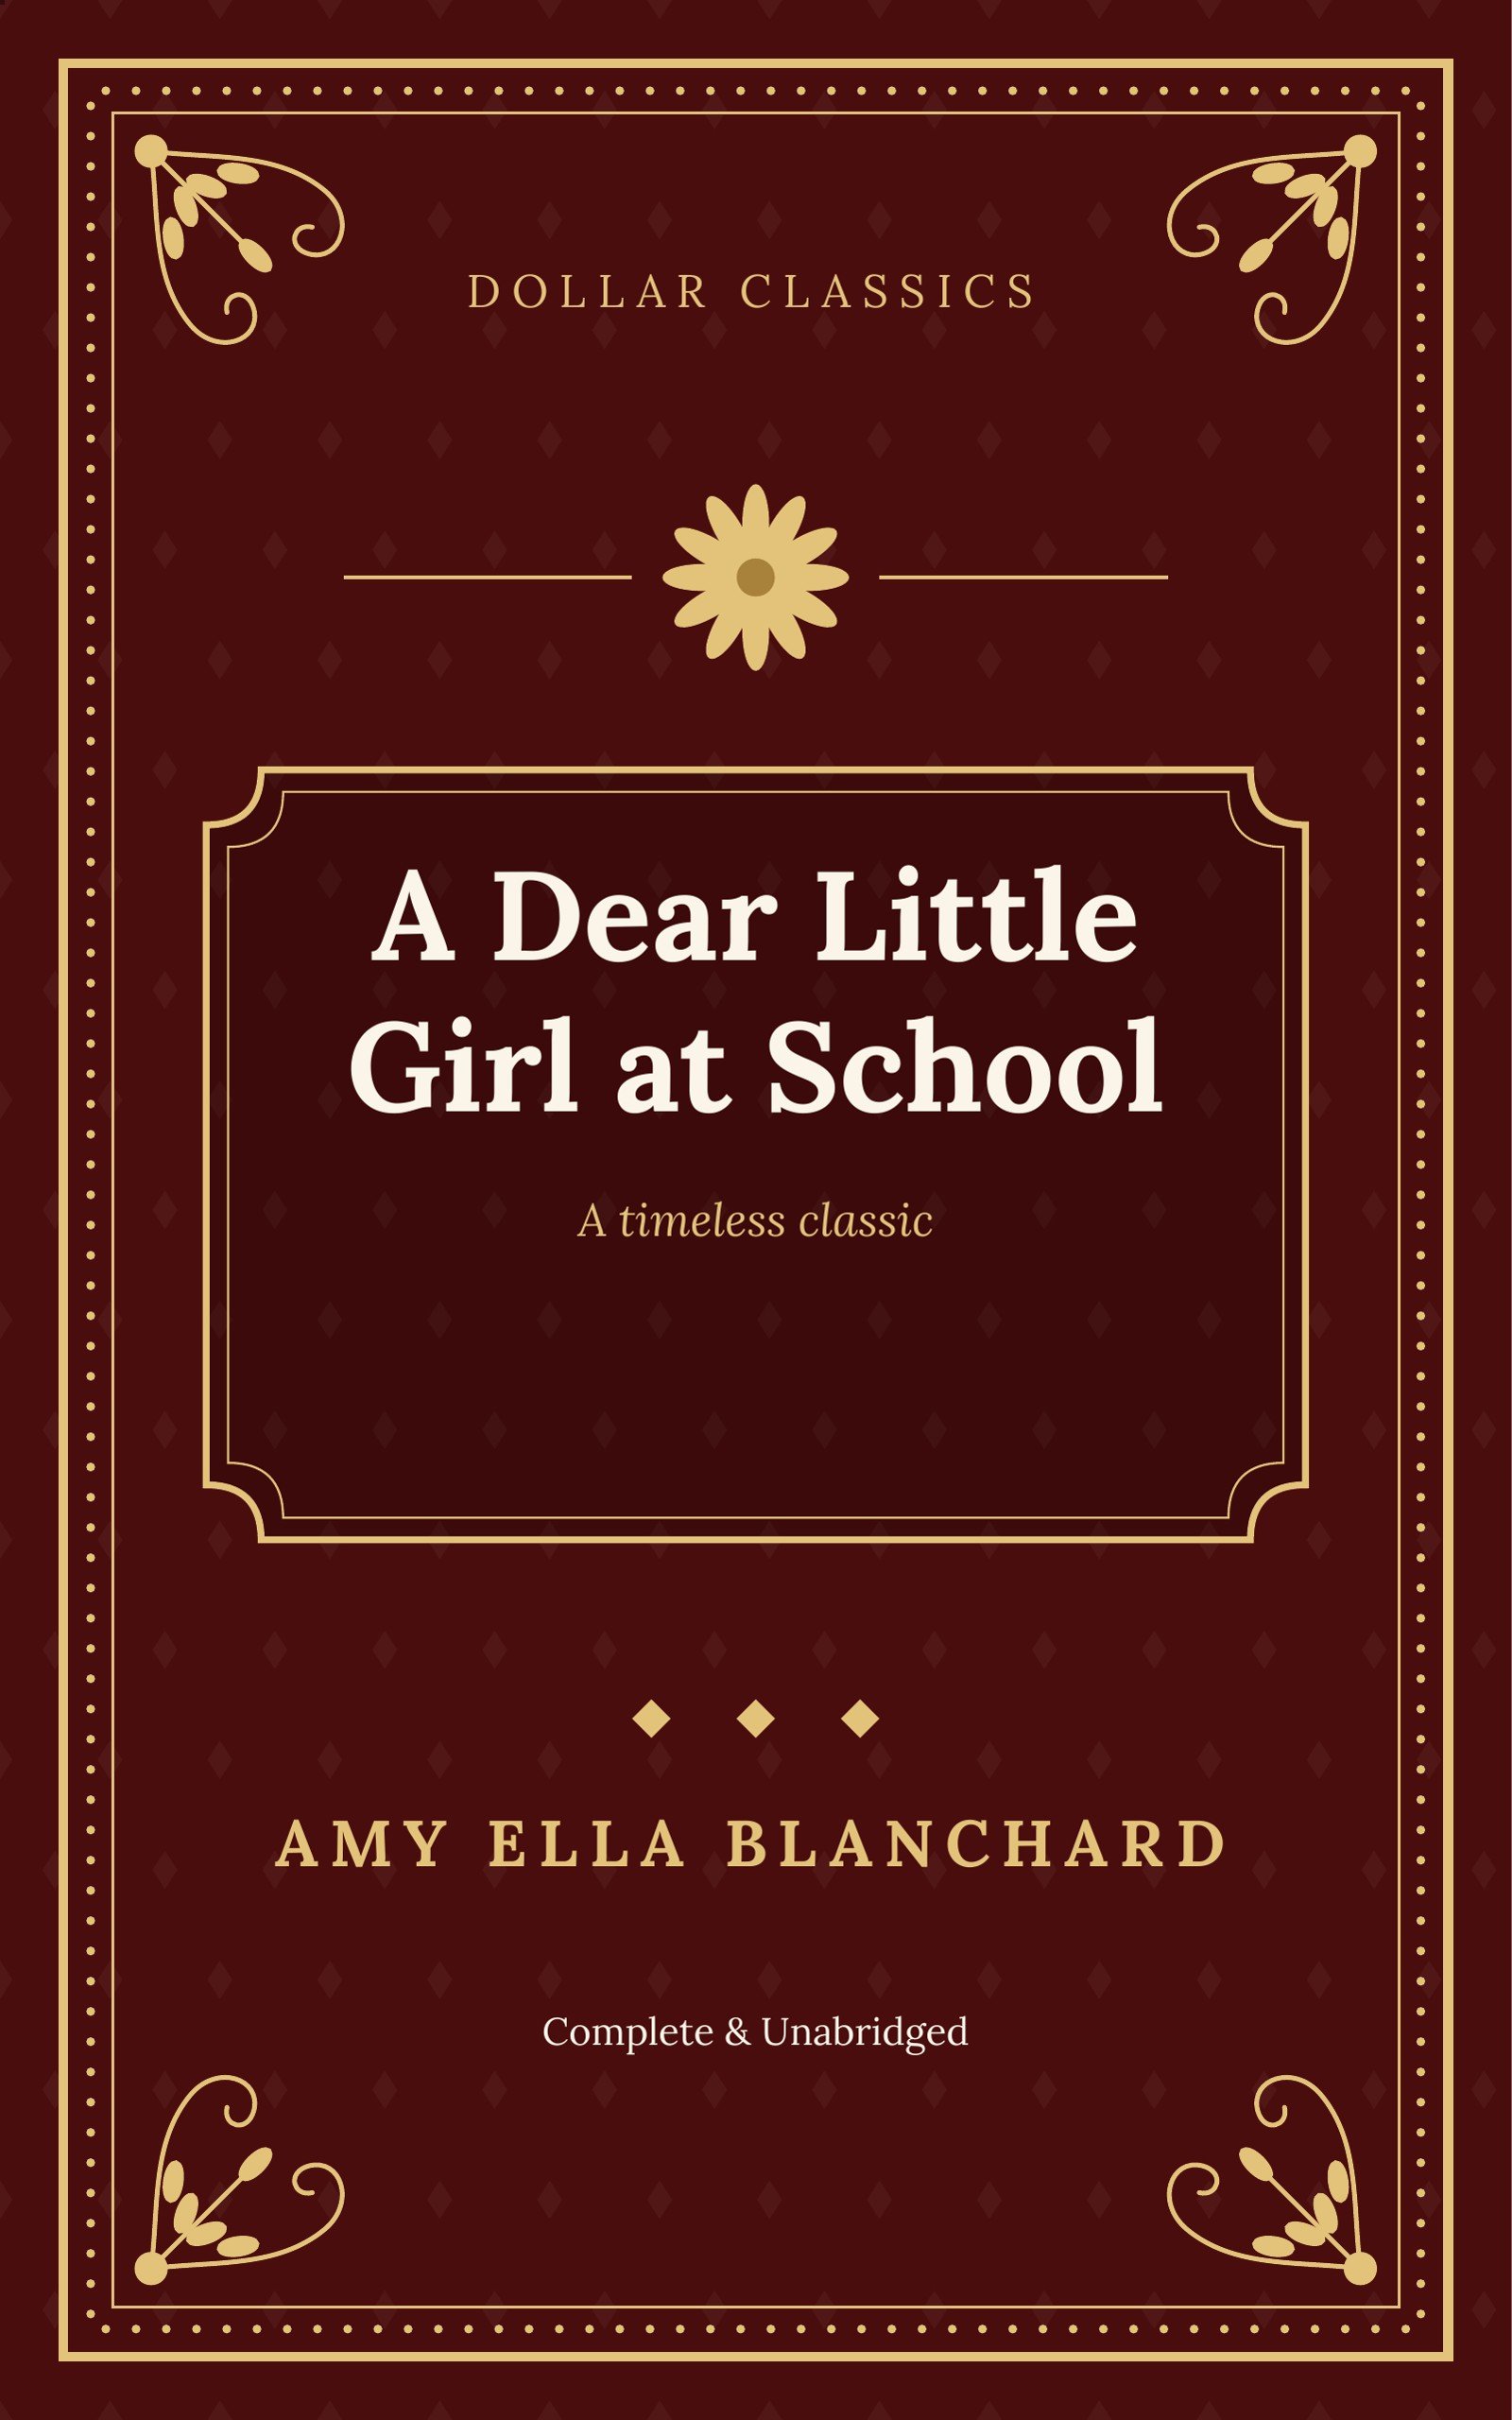 DOLLAR CLASSICS
A Dear Little
Girl at School
A timeless classic
AMY ELLA BLANCHARD
Complete & Unabridged